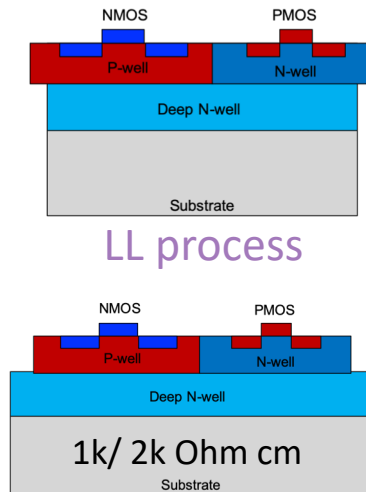 NMOS PMOS
P-well N-well
Deep N-well
Substrate
LL process
NMOS PMOS
P-well N-well
Deep N-well
1k/ 2k Ohm cm
Substrate